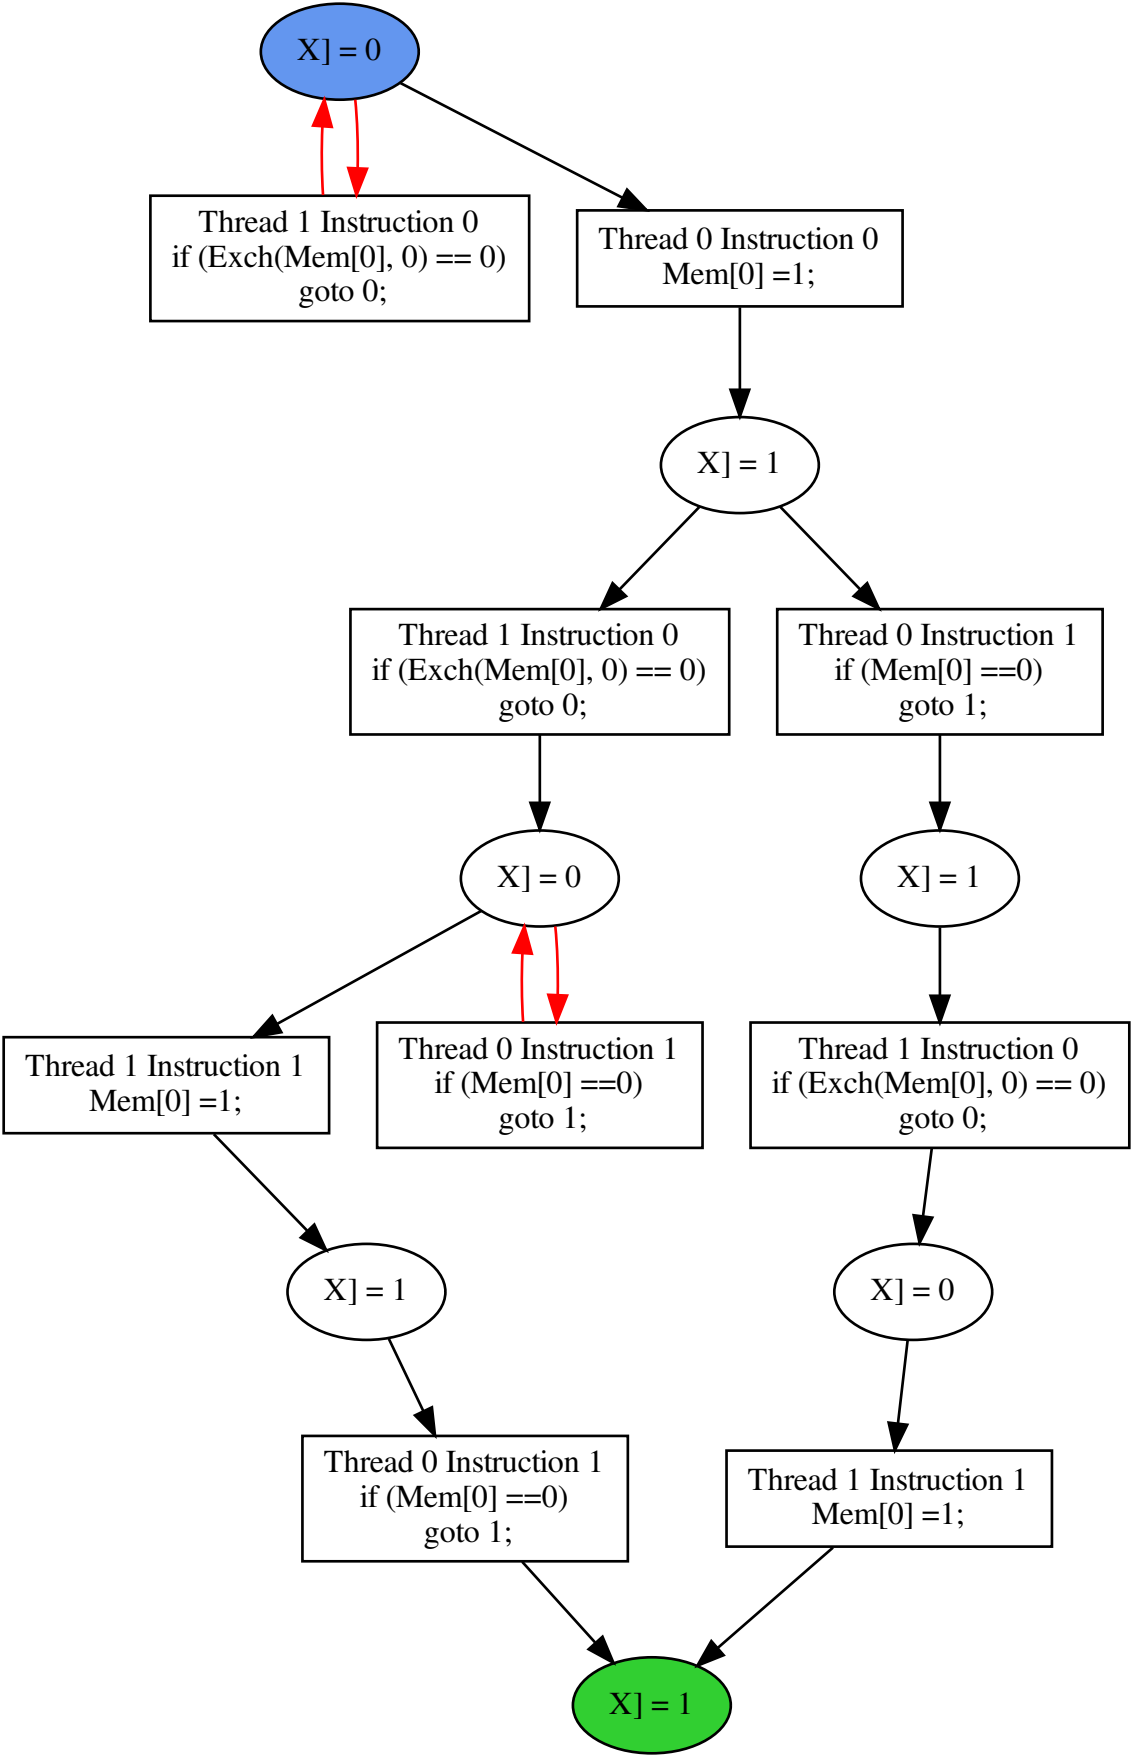 X] = 0
Thread 1 Instruction 0
if (Exch(Mem[0], 0) == 0)
goto 0;
Thread 0 Instruction 0
Mem[0] =1;
X] = 1
Thread 1 Instruction 0
if (Exch(Mem[0], 0) == 0)
goto 0;
Thread 0 Instruction 1
if (Mem[0] ==0)
goto 1;
X] = 0
X] = 1
Thread 1 Instruction 1
Mem[0] =1;
Thread 0 Instruction 1
if (Mem[0] ==0)
goto 1;
Thread 1 Instruction 0
if (Exch(Mem[0], 0) == 0)
goto 0;
X] = 1
X] = 0
Thread 0 Instruction 1
if (Mem[0] ==0)
goto 1;
Thread 1 Instruction 1
Mem[0] =1;
X] = 1